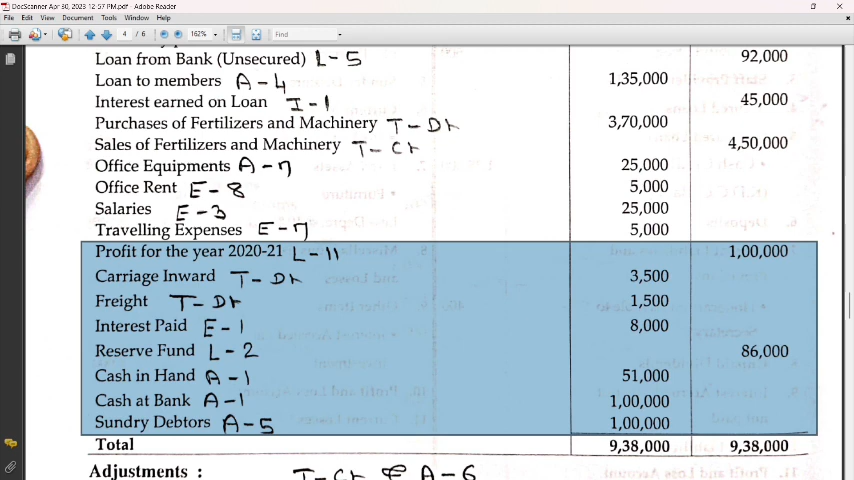 DocScanner Apr 30, 2023 12-57 PM.pdf - Adobe Reader
File Edit View Document Tools Window Help
4 / 6 162% Find
Loan from Bank (Unsecured) L-5 92,000
Loan to members A-4 1,35,000
Interest earned on Loan I-1 45,000
Purchases of Fertilizers and Machinery T-Dr 3,70,000
Sales of Fertilizers and Machinery T-Cr 4,50,000
Office Equipments A-7 25,000
Office Rent E-8 5,000
Salaries E-3 25,000
Travelling Expenses E-7 5,000
Profit for the year 2020-21 L-11 1,00,000
Carriage Inward T-Dr 3,500
Freight T-Dr 1,500
Interest Paid E-1 8,000
Reserve Fund L-2 86,000
Cash in Hand A-1 51,000
Cash at Bank A-1 1,00,000
Sundry Debtors A-5 1,00,000
Total 9,38,000 9,38,000
Adjustments : T-Cr & A-6